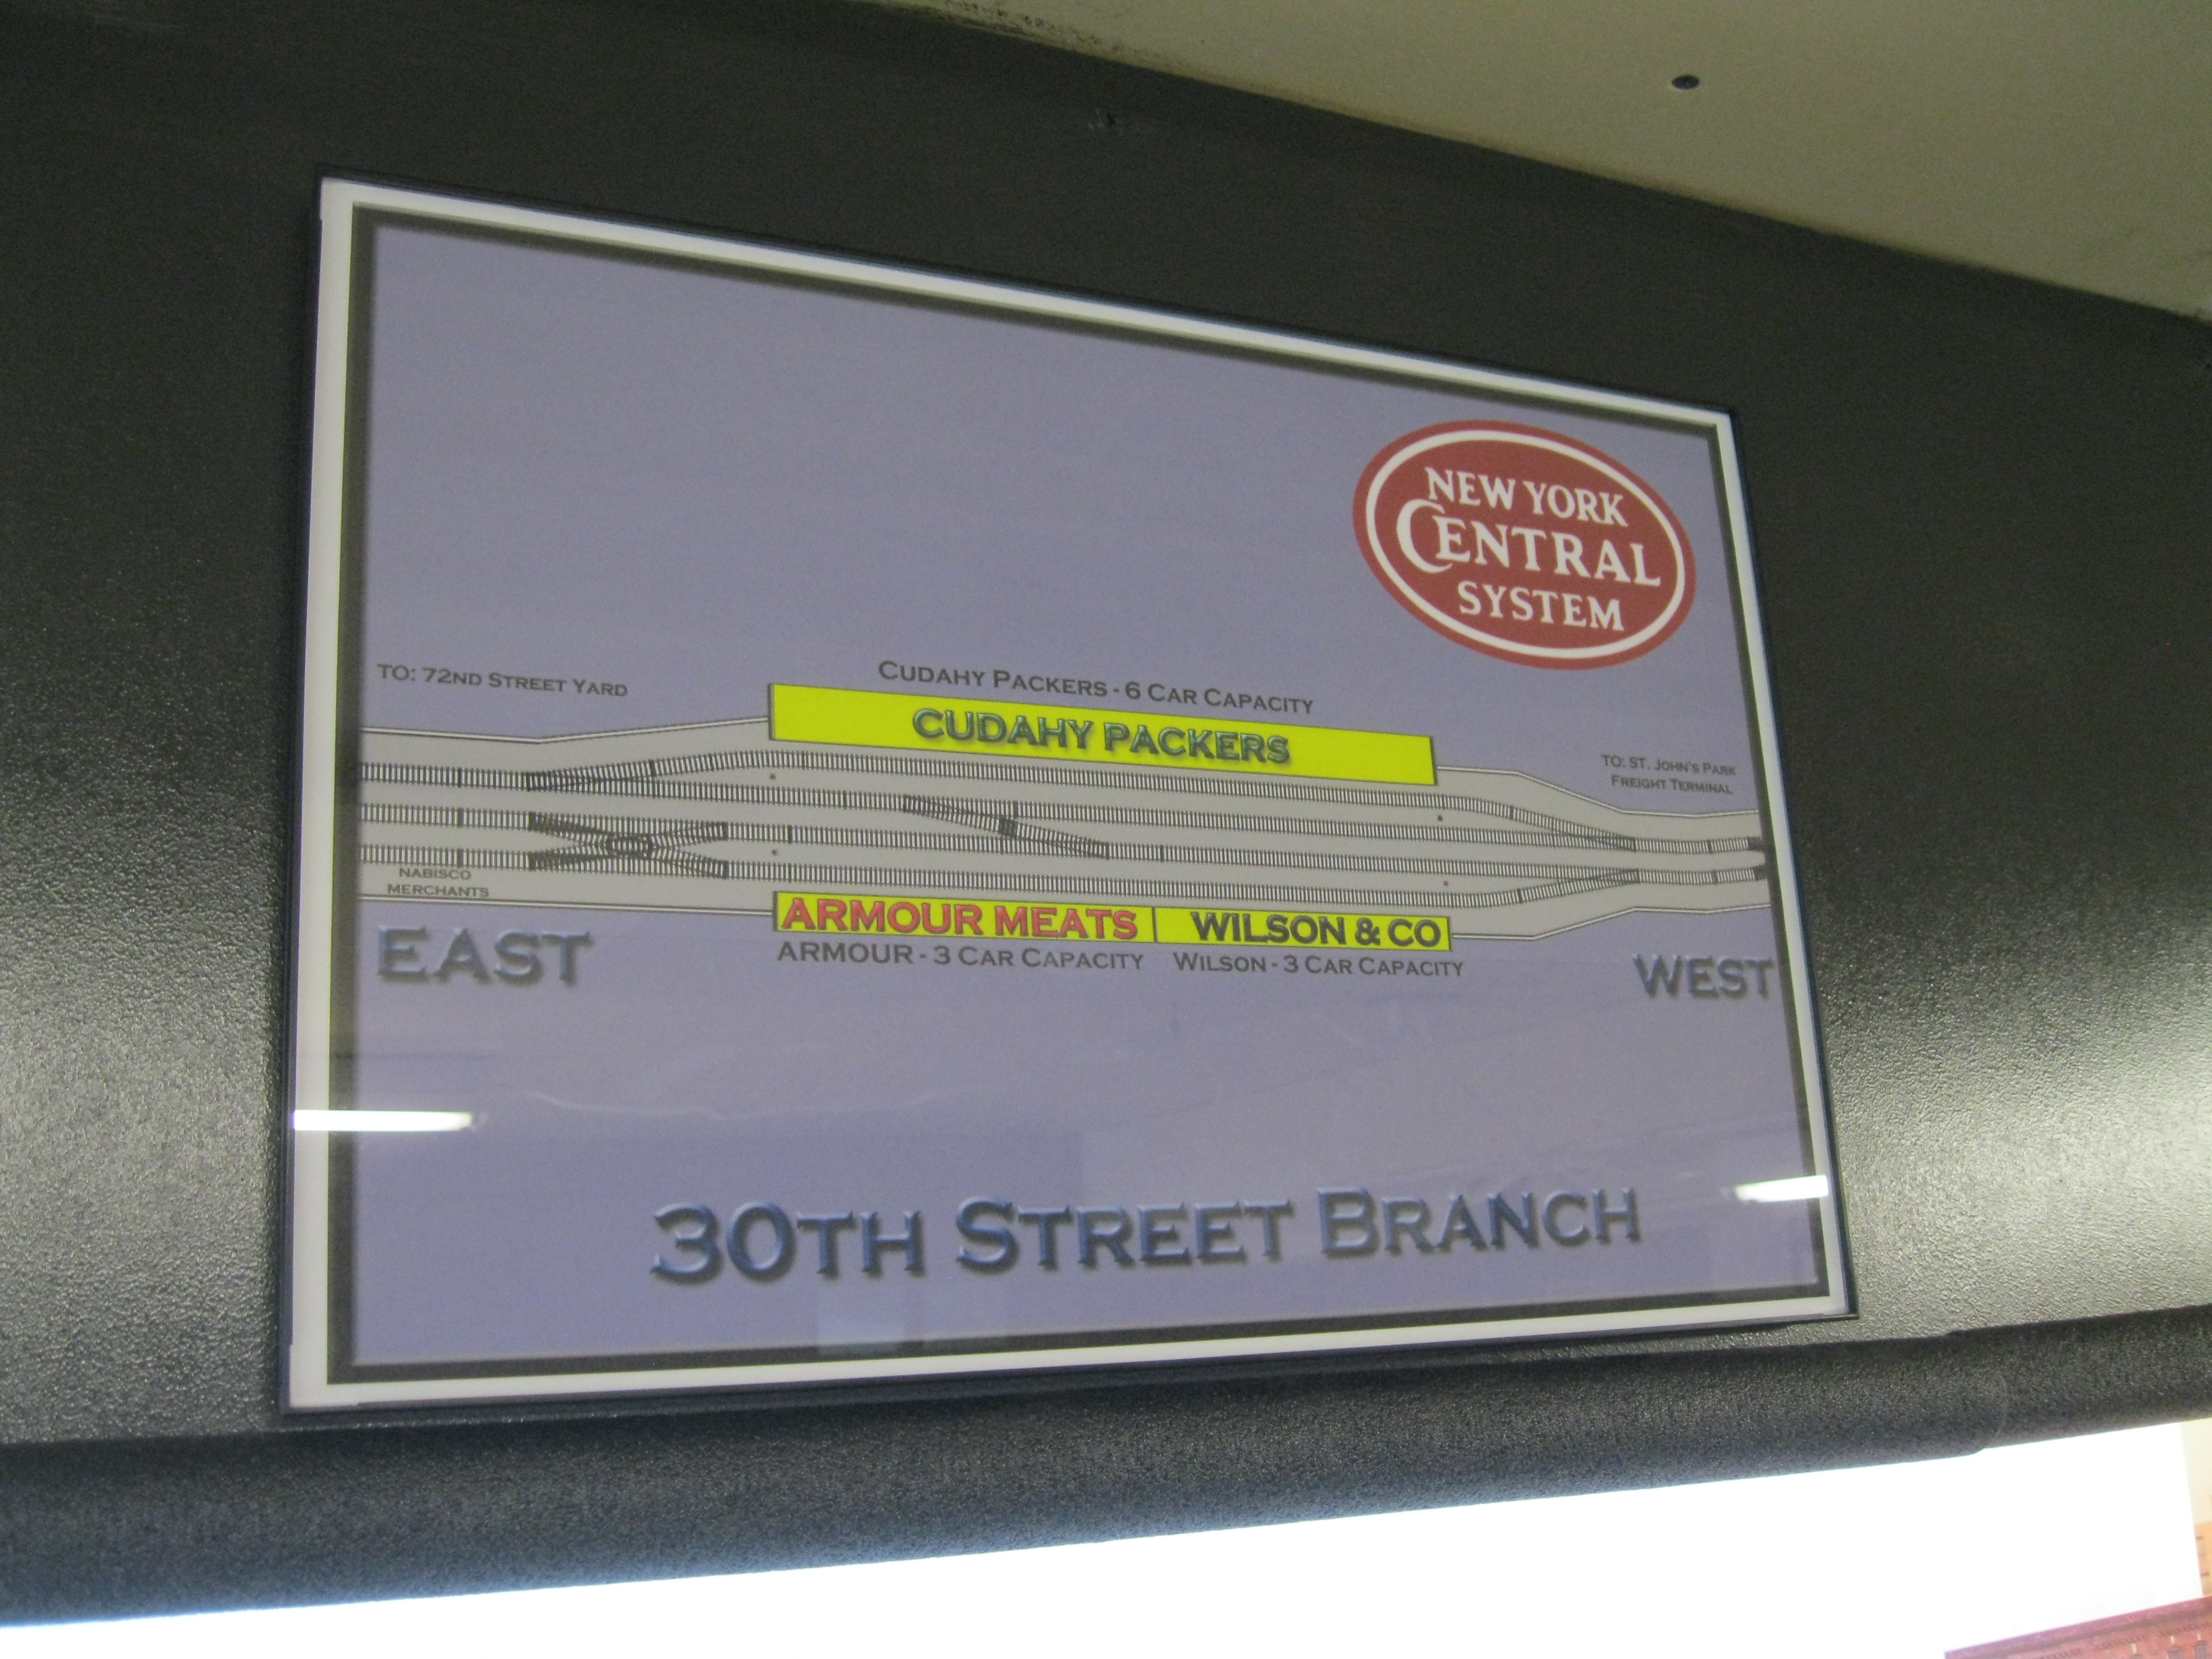 NEW YORK
CENTRAL
SYSTEM
TO: 72ND STREET YARD
CUDAHY PACKERS - 6 CAR CAPACITY
CUDAHY PACKERS
TO: ST. JOHN'S PARK
FREIGHT TERMINAL
NABISCO
MERCHANTS
ARMOUR MEATS WILSON & CO
ARMOUR - 3 CAR CAPACITY WILSON - 3 CAR CAPACITY
EAST WEST
30TH STREET BRANCH